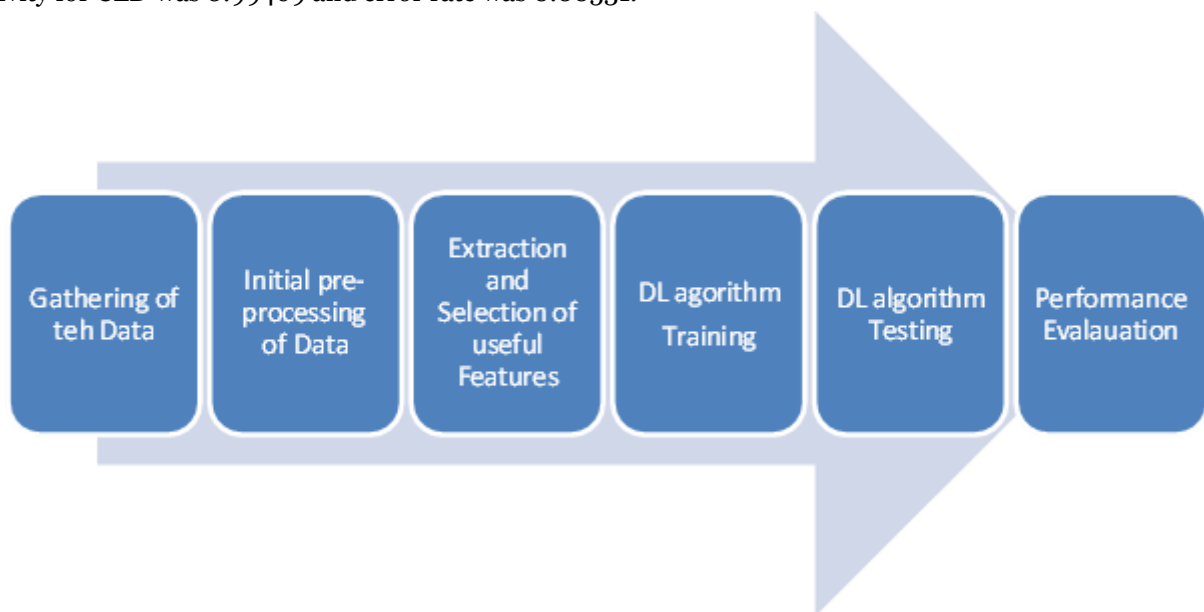 Gathering of
teh Data
Initial pre-
processing
of Data
Extraction
and
Selection of
useful
Features
DL agorithm
Training
DL algorithm
Testing
Performance
Evalauation